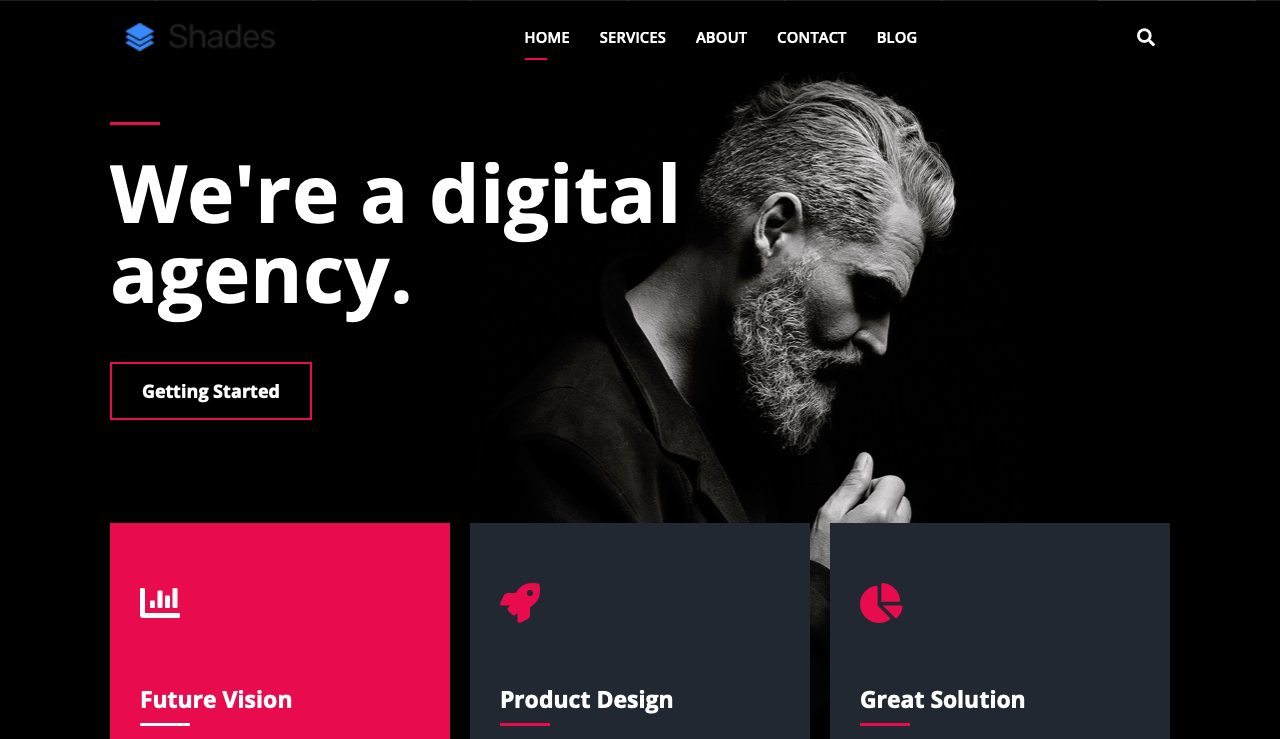 Shades
HOME SERVICES ABOUT CONTACT BLOG
We're a digital
agency.
Getting Started
Future Vision
Product Design
Great Solution